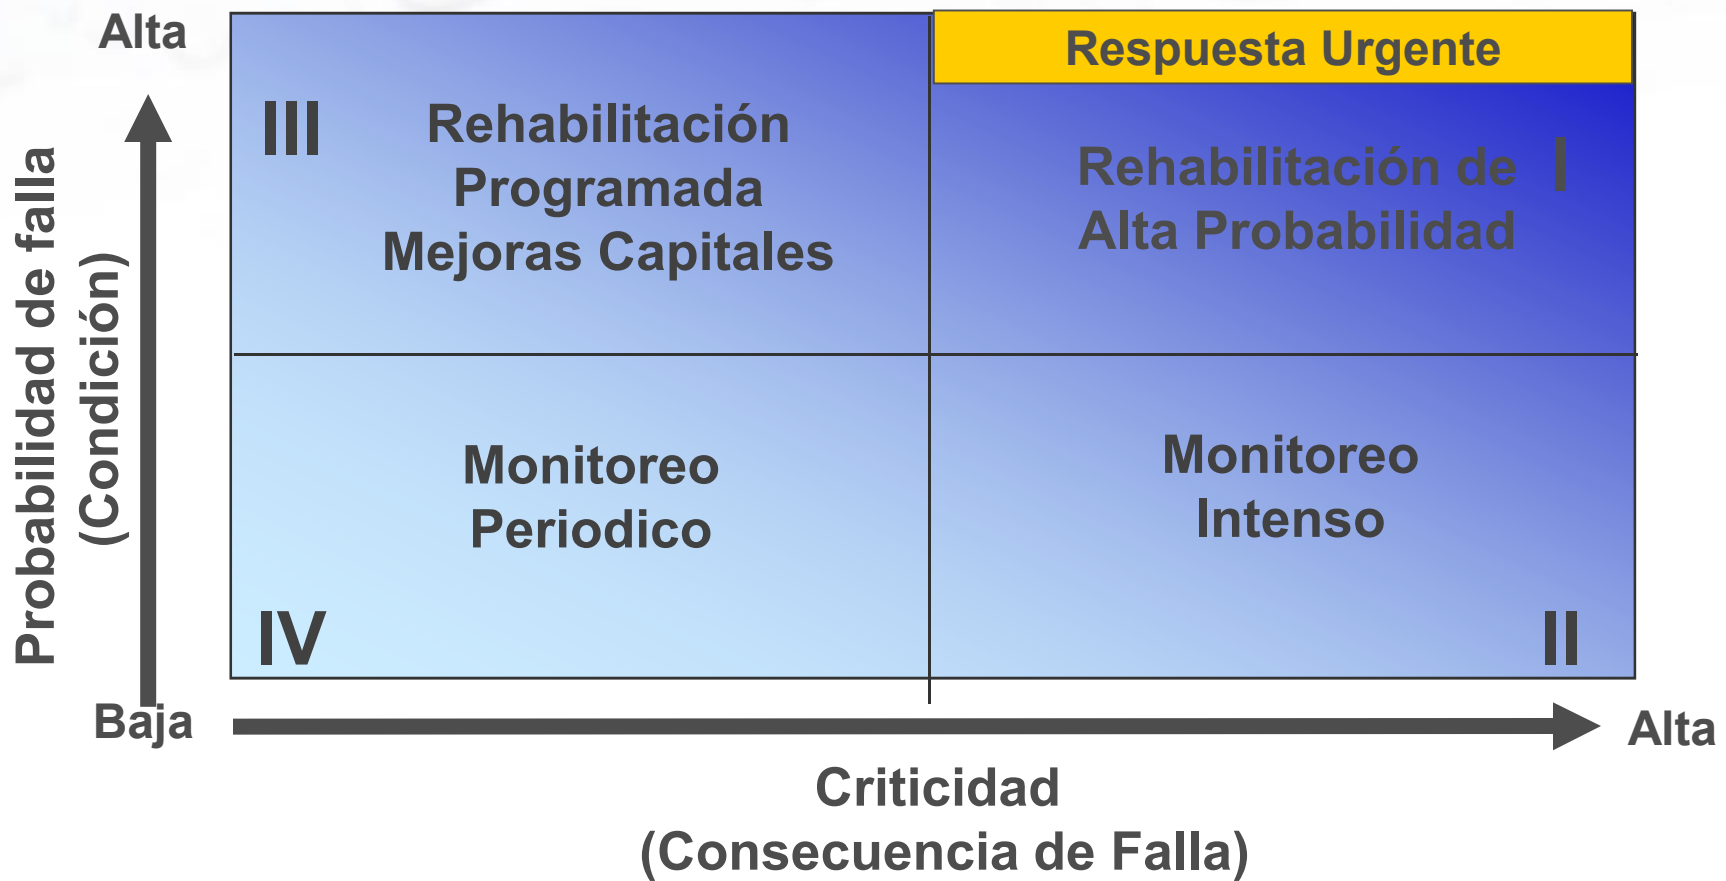 Alta
Respuesta Urgente
III
Rehabilitación
Programada
Mejoras Capitales
Rehabilitación de
Alta Probabilidad
I
Probabilidad de falla
(Condición)
Monitoreo
Periodico
Monitoreo
Intenso
IV
II
Baja
Alta
Criticidad
(Consecuencia de Falla)